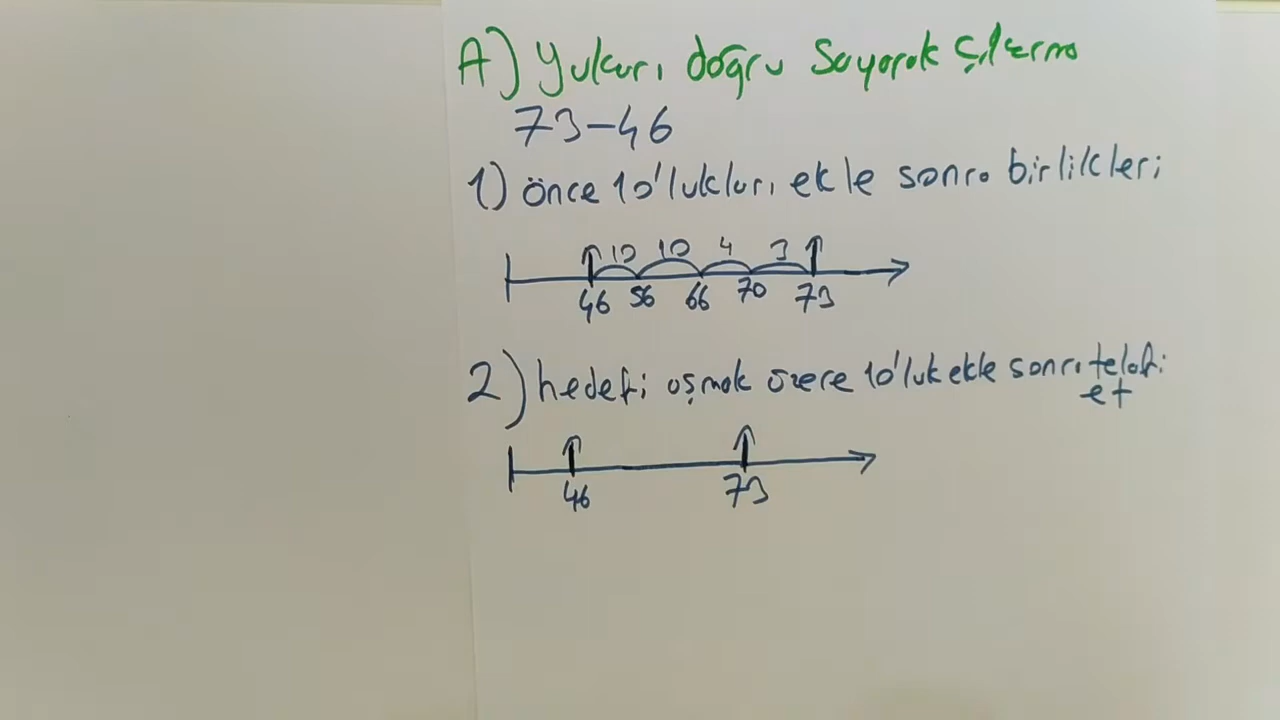 A) Yukarı doğru Sayarak Çıkarma
73-46
1) önce 10'lukları ekle sonra birlikleri
10 10 4 3
46 56 66 70 73
2) hedefi aşmak üzere 10'luk ekle sonra telafi
et
46 73